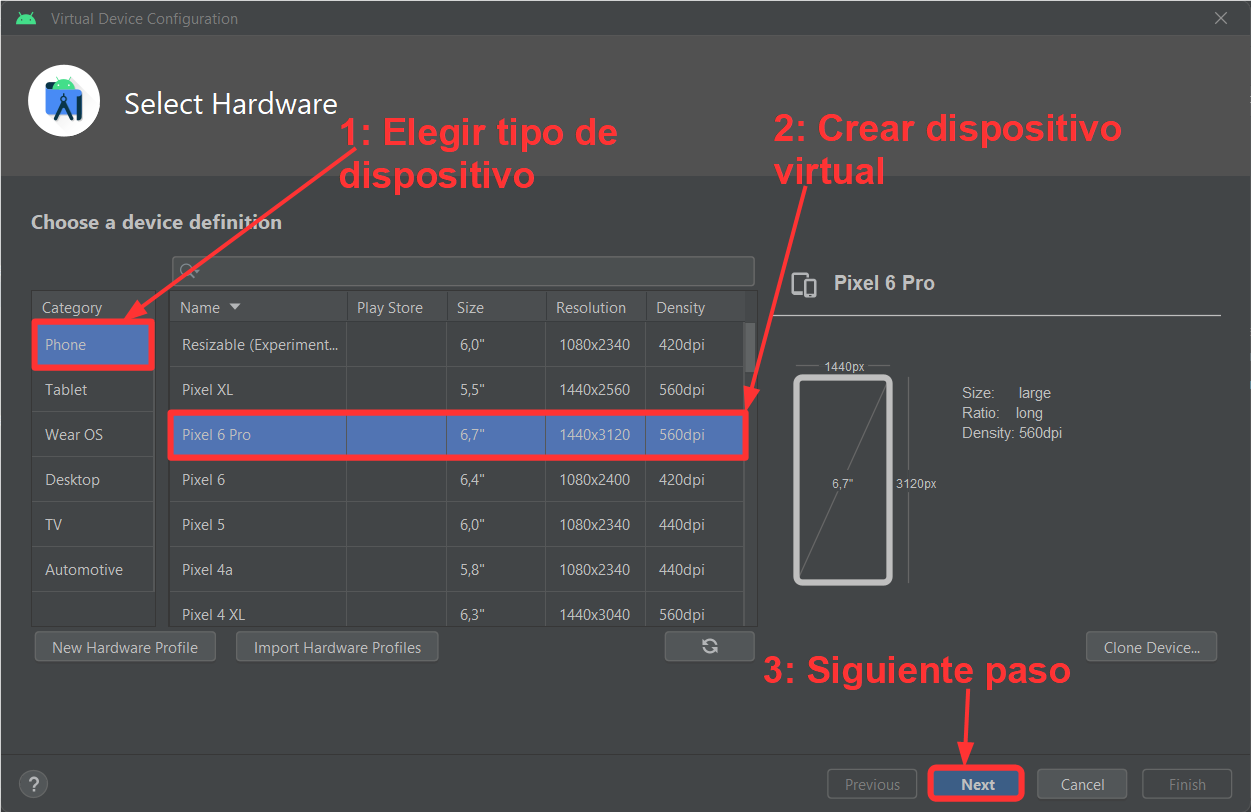 Virtual Device Configuration
Select Hardware
1: Elegir tipo de
dispositivo
2: Crear dispositivo
virtual
Choose a device definition
Category
Phone
Tablet
Wear OS
Desktop
TV
Automotive
Name Play Store Size Resolution Density
Resizable (Experiment... 6,0" 1080x2340 420dpi
Pixel XL 5,5" 1440x2560 560dpi
Pixel 6 Pro 6,7" 1440x3120 560dpi
Pixel 6 6,4" 1080x2400 420dpi
Pixel 5 6,0" 1080x2340 440dpi
Pixel 4a 5,8" 1080x2340 440dpi
Pixel 4 XL 6,3" 1440x3040 560dpi
Pixel 6 Pro
1440px
6,7"
3120px
Size: large
Ratio: long
Density: 560dpi
New Hardware Profile
Import Hardware Profiles
Clone Device...
3: Siguiente paso
?
Previous
Next
Cancel
Finish